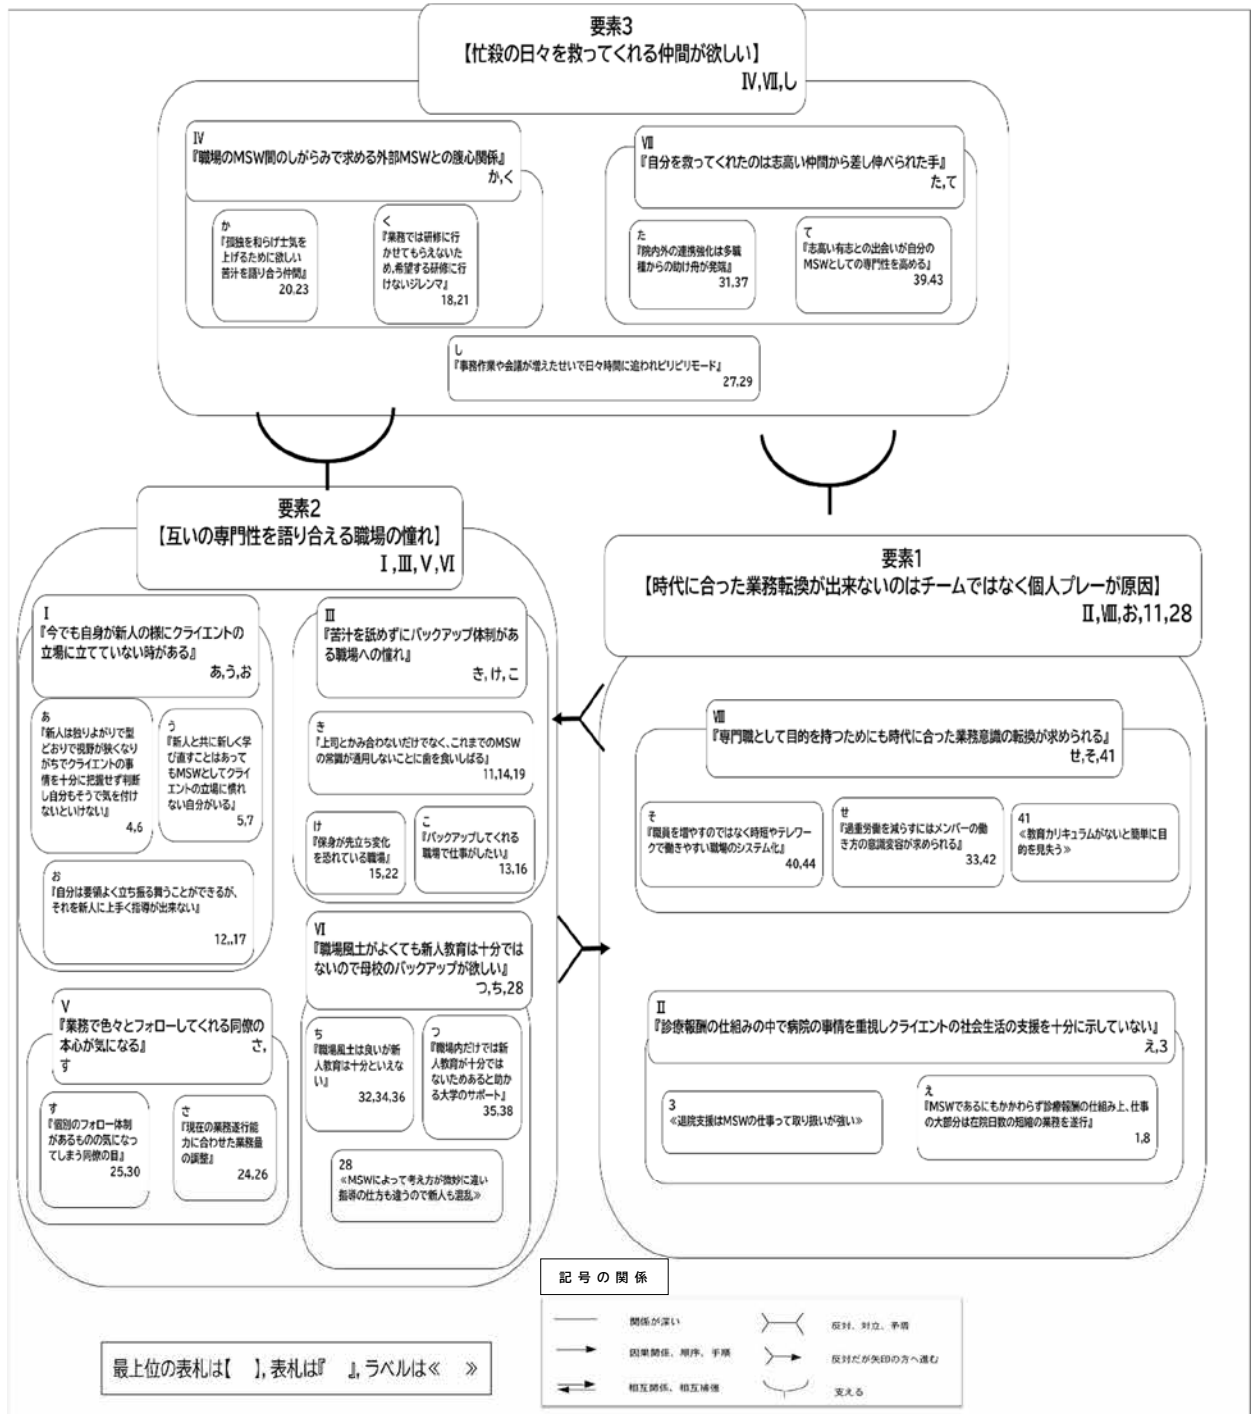 要素3
【忙殺の日々を救ってくれる仲間が欲しい】
Ⅳ,Ⅶ,し
Ⅳ
『職場のMSW間のしがらみで求める外部MSWとの腹心関係』
か,く
か
『孤独を和らげ士気を
上げるために欲しい
苦汁を語り合う仲間』
20,23
く
『業務では研修に行
かせてもらえないた
め、希望する研修に行
けないジレンマ』
18,21
Ⅶ
『自分を救ってくれたのは志高い仲間から差し伸べられた手』
た,て
た
『院内外の連携強化は多職
種からの助け舟が発端』
31,37
て
『志高い有志との出会いが自分の
MSWとしての専門性を高める』
39,43
し
『事務作業や会議が増えたせいで日々時間に追われピリピリモード』
27,29
要素2
【互いの専門性を語り合える職場の憧れ】
Ⅰ,Ⅲ,Ⅴ,Ⅵ
Ⅰ
『今でも自身が新人の様にクライエントの
立場に立てていない時がある』
あ,う,お
あ
『新人は独りよがりで型
どおりで視野が狭くなり
がちでクライエントの事
情を十分に把握せず判断
し自分もそうで気を付け
ないといけない』
4,6
う
『新人と共に新しく学
び直すことはあって
もMSWとしてクライ
エントの立場に慣れ
ない自分がいる』
5,7
お
『自分は要領よく立ち振る舞うことができるが、
それを新人に上手く指導が出来ない』
12,,17
Ⅲ
『苦汁を舐めずにバックアップ体制があ
る職場への憧れ』
き,け,こ
き
『上司とかみ合わないだけでなく、これまでのMSW
の常識が通用しないことに歯を食いしばる』
11,14,19
け
『保身が先立ち変化
を恐れている職場』
15,22
こ
『バックアップしてくれる
職場で仕事がしたい』
13,16
Ⅴ
『業務で色々とフォローしてくれる同僚の
本心が気になる』 さ,
す
す
『個別のフォロー体制
があるものの気になっ
てしまう同僚の目』
25,30
さ
『現在の業務遂行能
力に合わせた業務量
の調整』
24,26
Ⅵ
『職場風土がよくても新人教育は十分では
ないので母校のバックアップが欲しい』
つ,ち,28
ち
『職場風土は良いが新
人教育は十分といえな
い』
32,34,36
つ
『職場内だけでは新
人教育が十分では
ないためあると助か
る大学のサポート』
35,38
28
≪MSWによって考え方が微妙に違い
指導の仕方も違うので新人も混乱≫
要素1
【時代に合った業務転換が出来ないのはチームではなく個人プレーが原因】
Ⅱ,Ⅷ,お,11,28
Ⅷ
『専門職として目的を持つためにも時代に合った業務意識の転換が求められる』
せ,そ,41
そ
『職員を増やすのではなく時短やテレワー
クで働きやすい職場のシステム化』
40,44
せ
『過重労働を減らすにはメンバーの働
き方の意識変容が求められる』
33,42
41
≪教育カリキュラムがないと簡単に目
的を見失う≫
Ⅱ
『診療報酬の仕組みの中で病院の事情を重視しクライエントの社会生活の支援を十分に示していない』
え,3
3
≪退院支援はMSWの仕事って取り扱いが強い≫
え
『MSWであるにもかかわらず診療報酬の仕組み上、仕事
の大部分は在院日数の短縮の業務を遂行』
1,8
記号の関係
関係が深い
因果関係、順序、手順
相互関係、相互補強
反対、対立、矛盾
反対だが矢印の方へ進む
支える
最上位の表札は【 】,表札は『 』,ラベルは≪ ≫